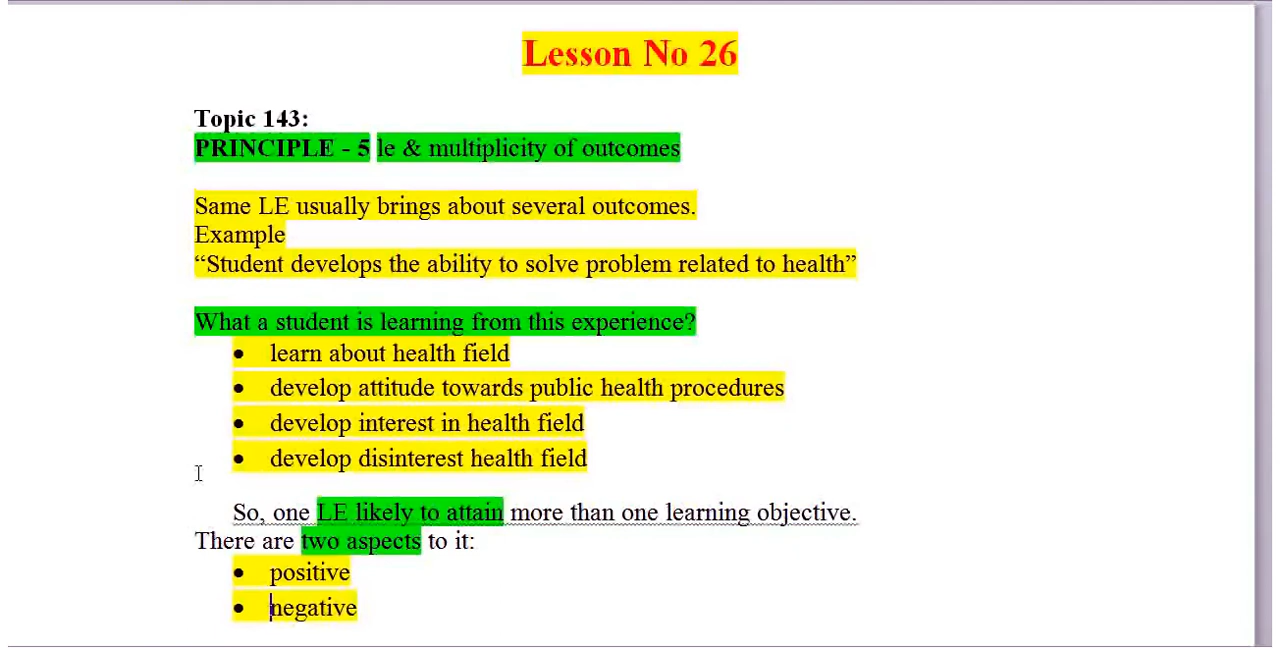 Lesson No 26
Topic 143:
PRINCIPLE - 5 le & multiplicity of outcomes
Same LE usually brings about several outcomes.
Example
“Student develops the ability to solve problem related to health”
What a student is learning from this experience?
• learn about health field
• develop attitude towards public health procedures
• develop interest in health field
• develop disinterest health field
So, one LE likely to attain more than one learning objective.
There are two aspects to it:
• positive
• negative